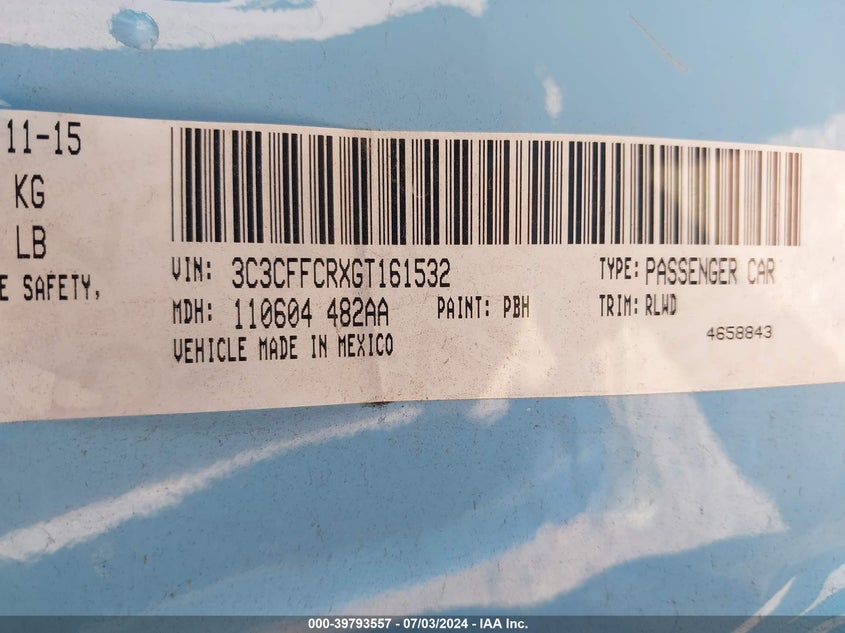 11-15
KG
LB
E SAFETY,
VIN: 3C3CFFCRXGT161532
TYPE: PASSENGER CAR
MDH: 110604 482AA
PAINT: PBH
TRIM: RLWD
VEHICLE MADE IN MEXICO
4658843
000-39793557 - 07/03/2024 - IAA Inc.